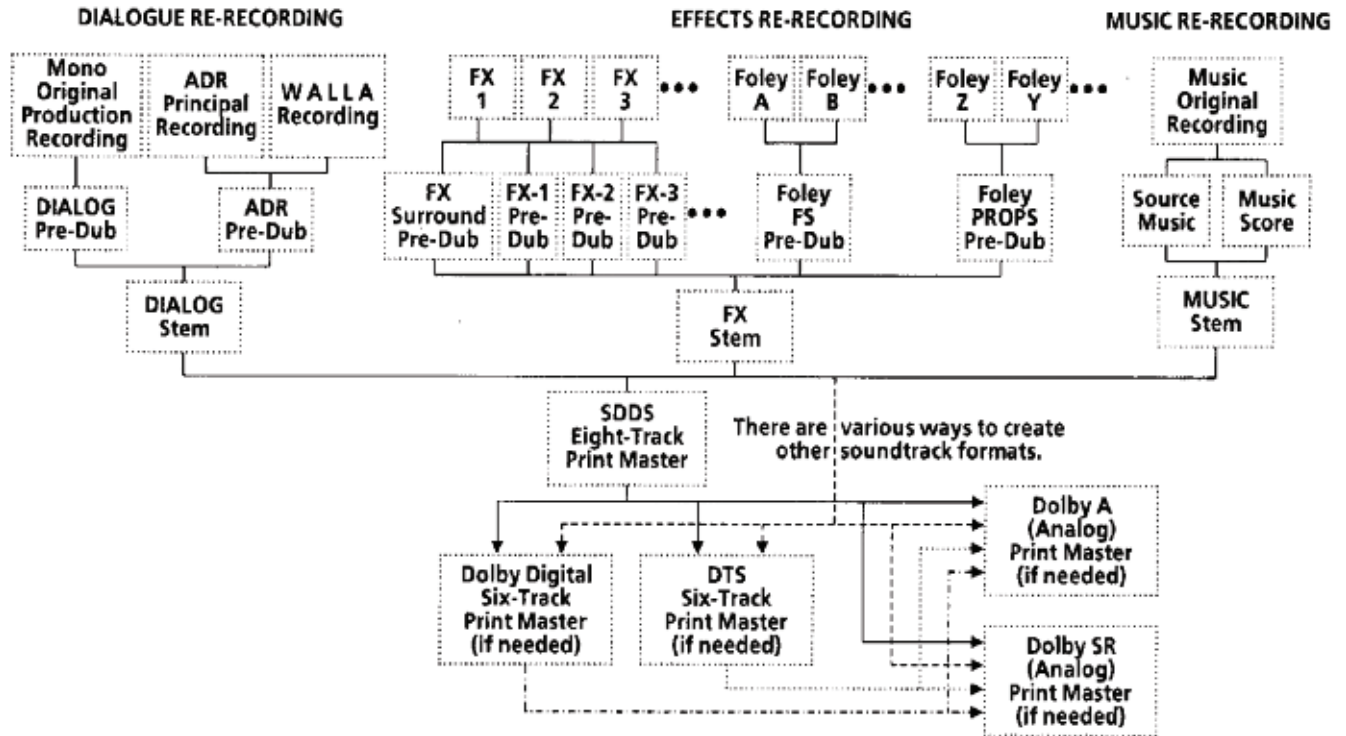 DIALOGUE RE-RECORDING
EFFECTS RE-RECORDING
MUSIC RE-RECORDING
Mono
Original
Production
Recording
ADR
Principal
Recording
WALLA
Recording
FX
1
FX
2
FX
3
•••
Foley
A
Foley
B
•••
Foley
Z
Foley
Y
•••
Music
Original
Recording
DIALOG
Pre-Dub
ADR
Pre-Dub
FX
Surround
Pre-Dub
FX-1
Pre-
Dub
FX-2
Pre-
Dub
FX-3
Pre-
Dub
•••
Foley
FS
Pre-Dub
Foley
PROPS
Pre-Dub
Source
Music
Music
Score
DIALOG
Stem
FX
Stem
MUSIC
Stem
SDDS
Eight-Track
Print Master
There are various ways to create
other soundtrack formats.
Dolby Digital
Six-Track
Print Master
(if needed)
DTS
Six-Track
Print Master
(if needed)
Dolby A
(Analog)
Print Master
(if needed)
Dolby SR
(Analog)
Print Master
(if needed)